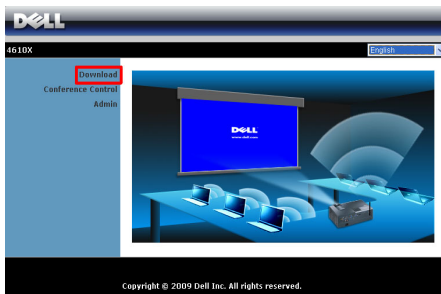 DELL
4610X
English
Download
Conference Control
Admin
DELL
www.dell.com
Copyright © 2009 Dell Inc. All rights reserved.